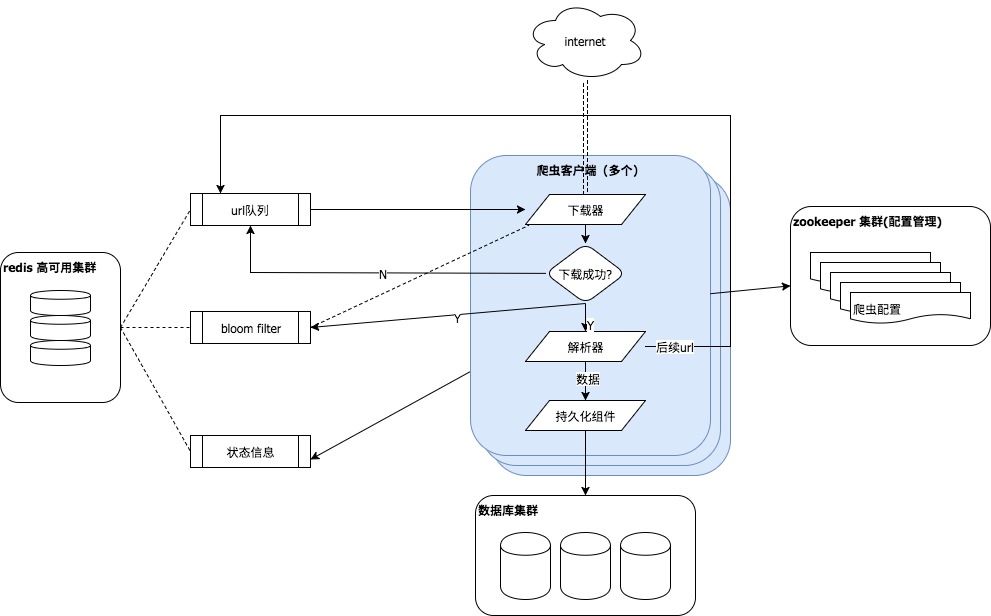 internet
爬虫客户端（多个）
url队列
下载器
zookeeper 集群(配置管理)
redis 高可用集群
N
下载成功?
爬虫配置
bloom filter
Y
Y
解析器
后续url
数据
持久化组件
状态信息
数据库集群